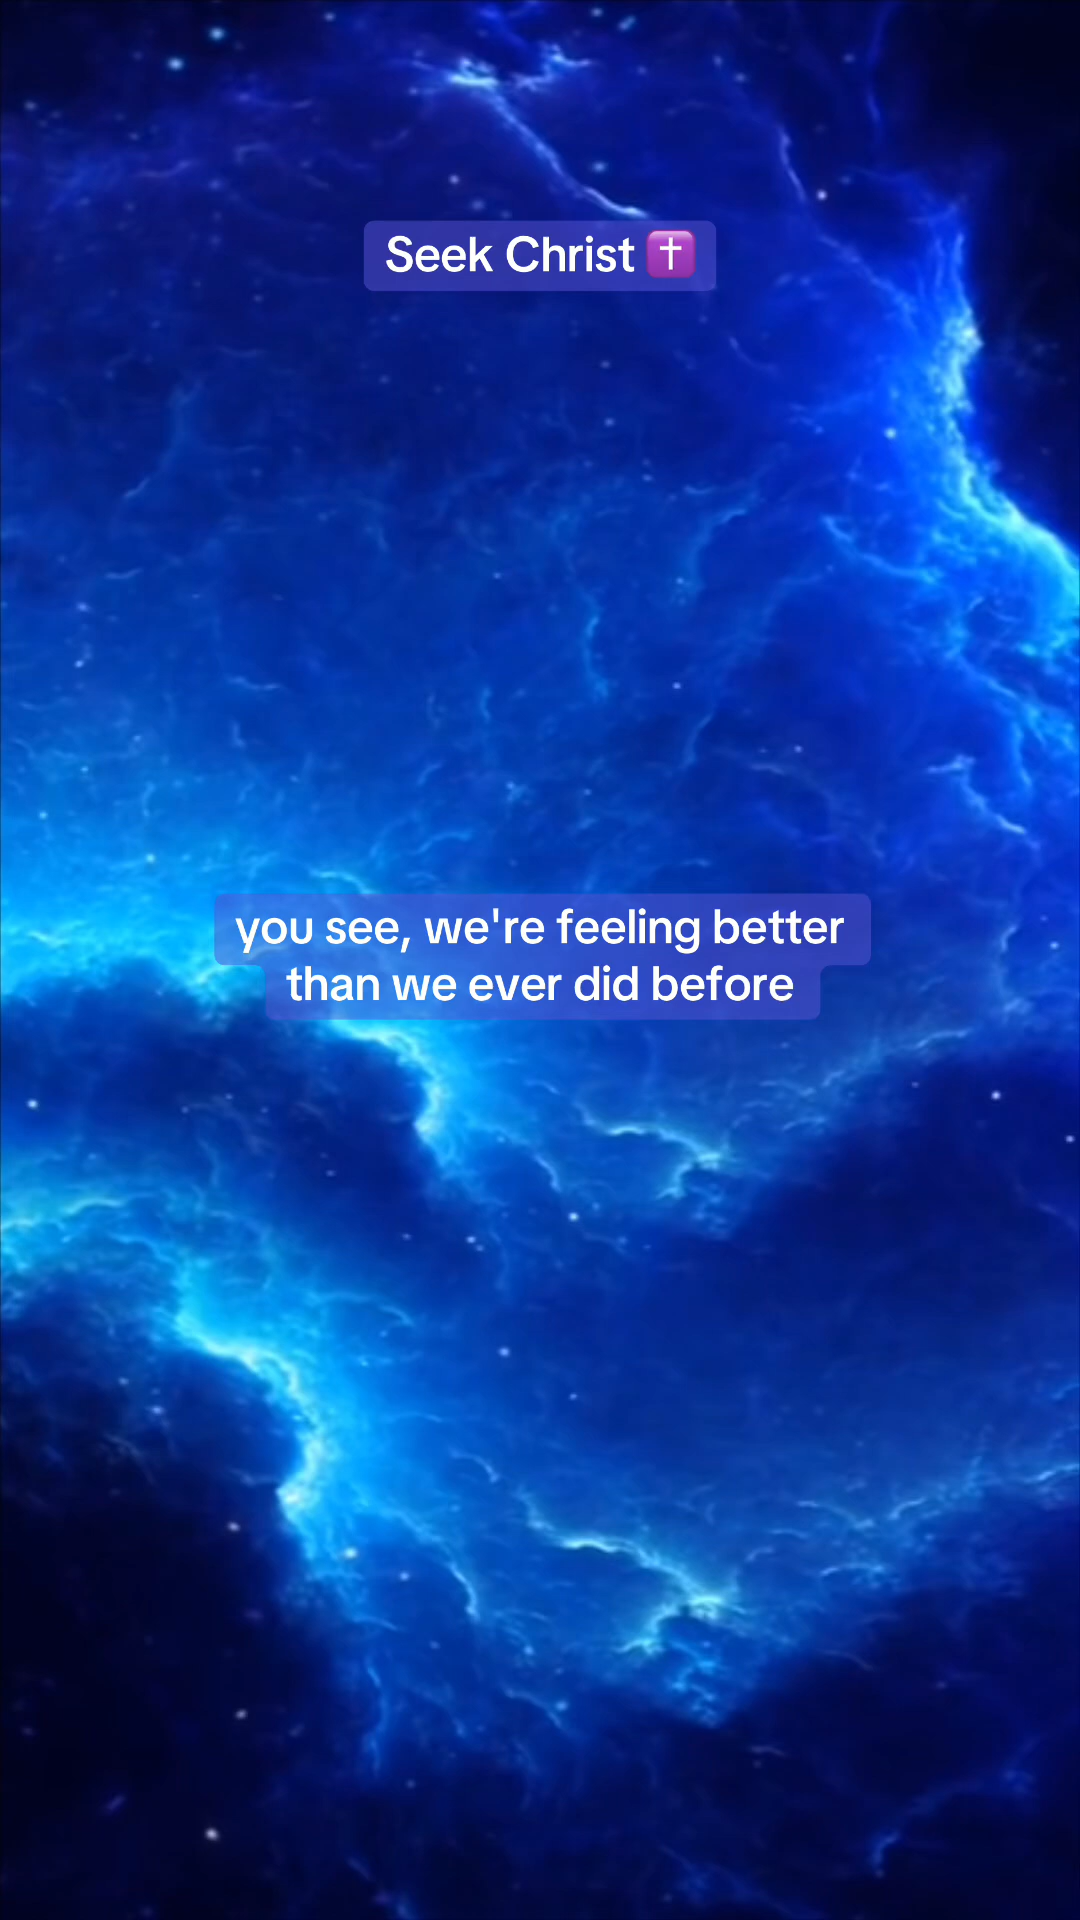 Seek Christ ✝️
you see, we're feeling better
than we ever did before